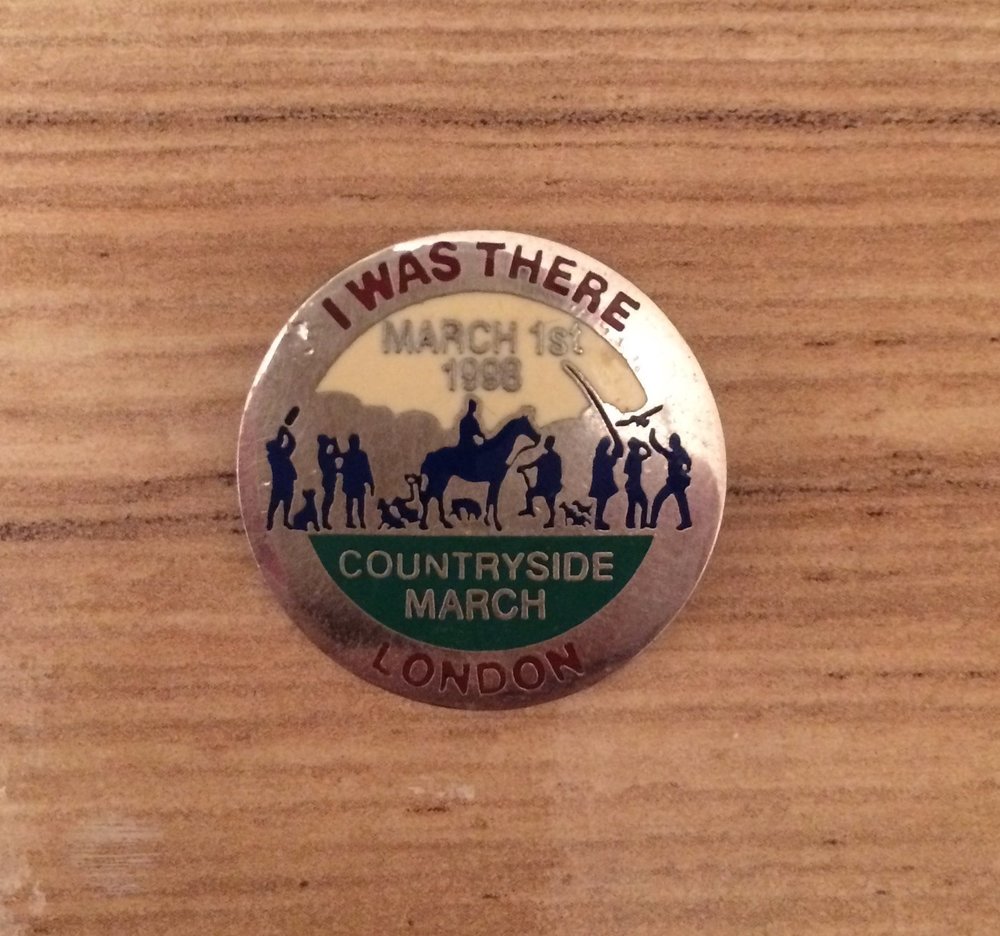 I WAS THERE
MARCH 1st
1998
COUNTRYSIDE
MARCH
LONDON